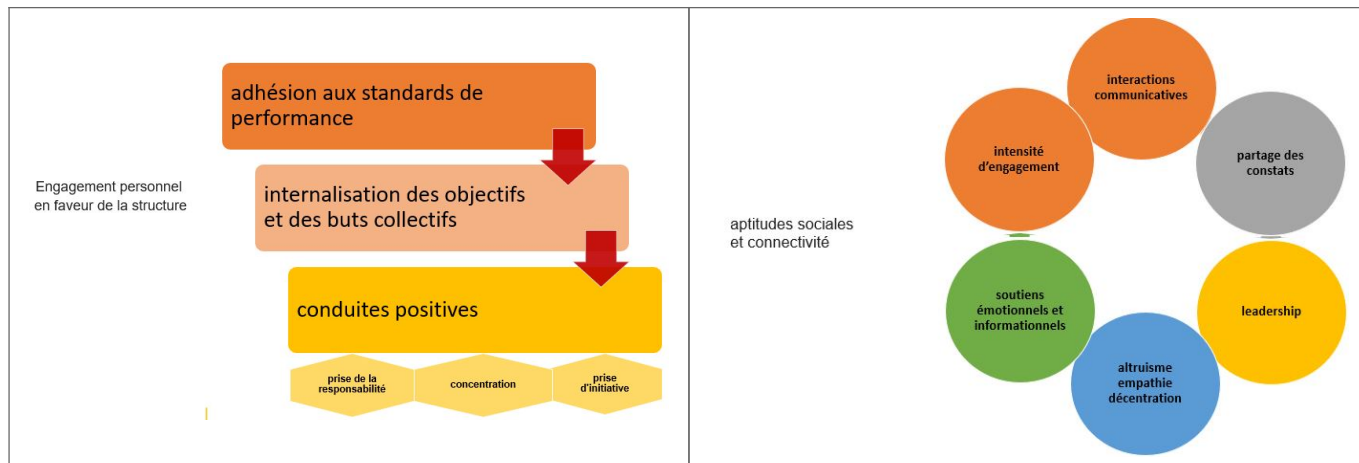 Engagement personnel
en faveur de la structure
adhésion aux standards de
performance
internalisation des objectifs
et des buts collectifs
conduites positives
prise de la
responsabilité
concentration
prise
d'initiative
aptitudes sociales
et connectivité
interactions
communicatives
partage des
constats
leadership
altruisme
empathie
décentration
soutiens
émotionnels et
informationnels
intensité
d'engagement